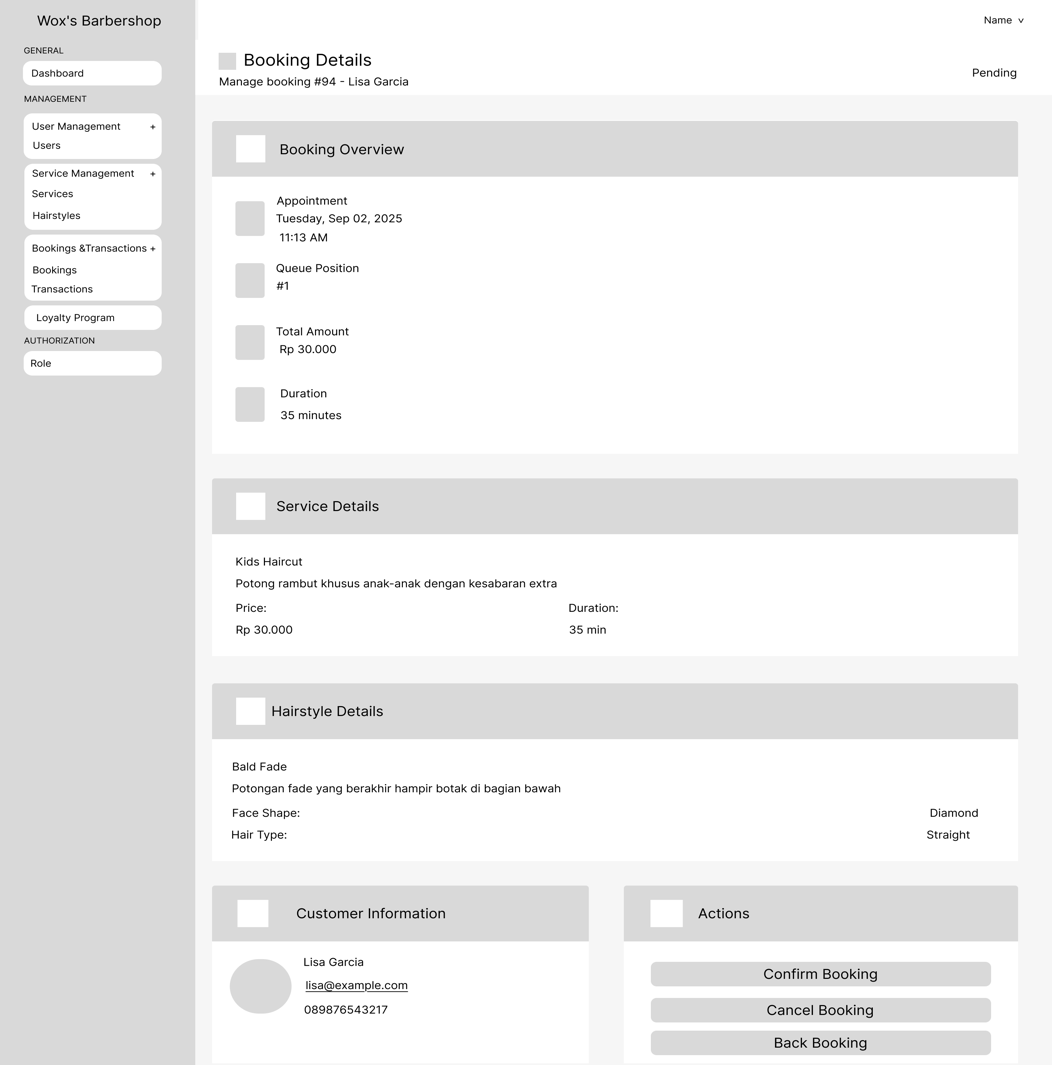 Wox's Barbershop
GENERAL
Dashboard
MANAGEMENT
User Management +
Users
Service Management +
Services
Hairstyles
Bookings &Transactions +
Bookings
Transactions
Loyalty Program
AUTHORIZATION
Role
Name v
Booking Details
Manage booking #94 - Lisa Garcia
Pending
Booking Overview
Appointment
Tuesday, Sep 02, 2025
11:13 AM
Queue Position
#1
Total Amount
Rp 30.000
Duration
35 minutes
Service Details
Kids Haircut
Potong rambut khusus anak-anak dengan kesabaran extra
Price: Duration:
Rp 30.000 35 min
Hairstyle Details
Bald Fade
Potongan fade yang berakhir hampir botak di bagian bawah
Face Shape: Diamond
Hair Type: Straight
Customer Information
Lisa Garcia
lisa@example.com
089876543217
Actions
Confirm Booking
Cancel Booking
Back Booking